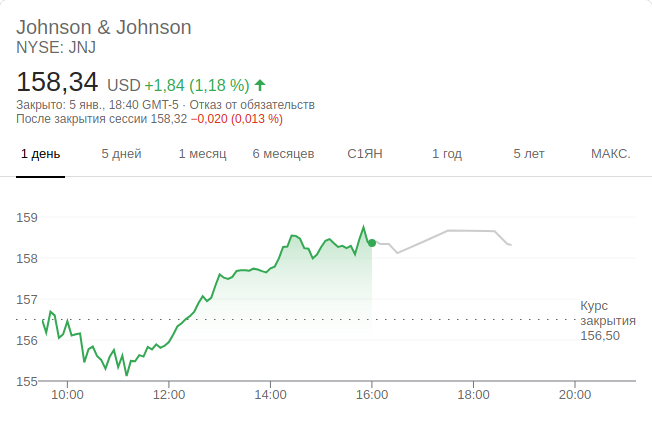 Johnson & Johnson
NYSE: JNJ
158,34 USD +1,84 (1,18 %) ↑
Закрыто: 5 янв., 18:40 GMT-5 · Отказ от обязательств
После закрытия сессии 158,32 −0,020 (0,013 %)
1 день 5 дней 1 месяц 6 месяцев С1ЯН 1 год 5 лет МАКС.
159
158
157
156
155
Курс
закрытия
156,50
10:00 12:00 14:00 16:00 18:00 20:00